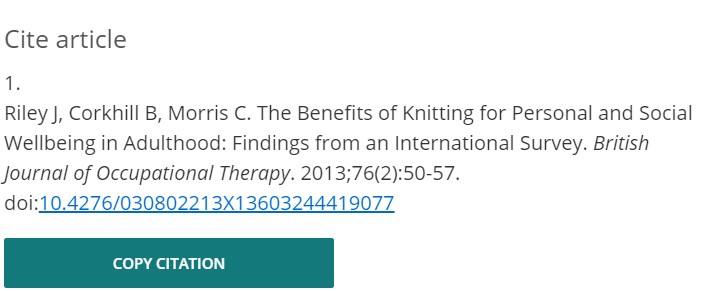 Cite article
1.
Riley J, Corkhill B, Morris C. The Benefits of Knitting for Personal and Social
Wellbeing in Adulthood: Findings from an International Survey. British
Journal of Occupational Therapy. 2013;76(2):50-57.
doi:10.4276/030802213X13603244419077
COPY CITATION